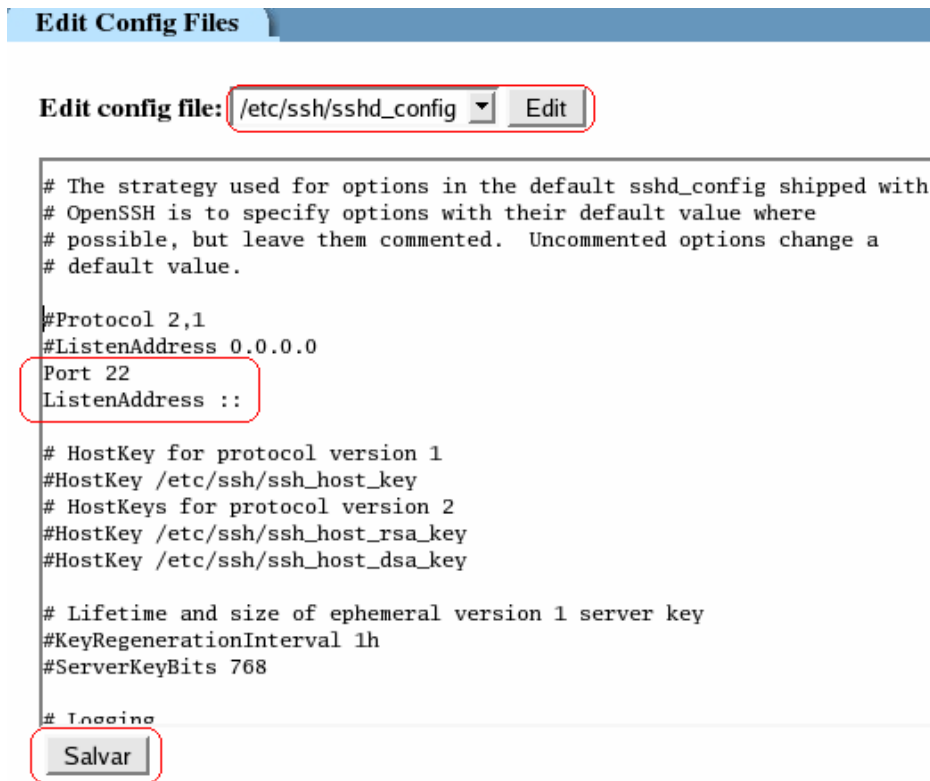 Edit Config Files
Edit config file: /etc/ssh/sshd_config Edit
# The strategy used for options in the default sshd_config shipped with
# OpenSSH is to specify options with their default value where
# possible, but leave them commented.  Uncommented options change a
# default value.
#Protocol 2,1
#ListenAddress 0.0.0.0
Port 22
ListenAddress ::
# HostKey for protocol version 1
#HostKey /etc/ssh/ssh_host_key
# HostKeys for protocol version 2
#HostKey /etc/ssh/ssh_host_rsa_key
#HostKey /etc/ssh/ssh_host_dsa_key
# Lifetime and size of ephemeral version 1 server key
#KeyRegenerationInterval 1h
#ServerKeyBits 768
# Logging
Salvar